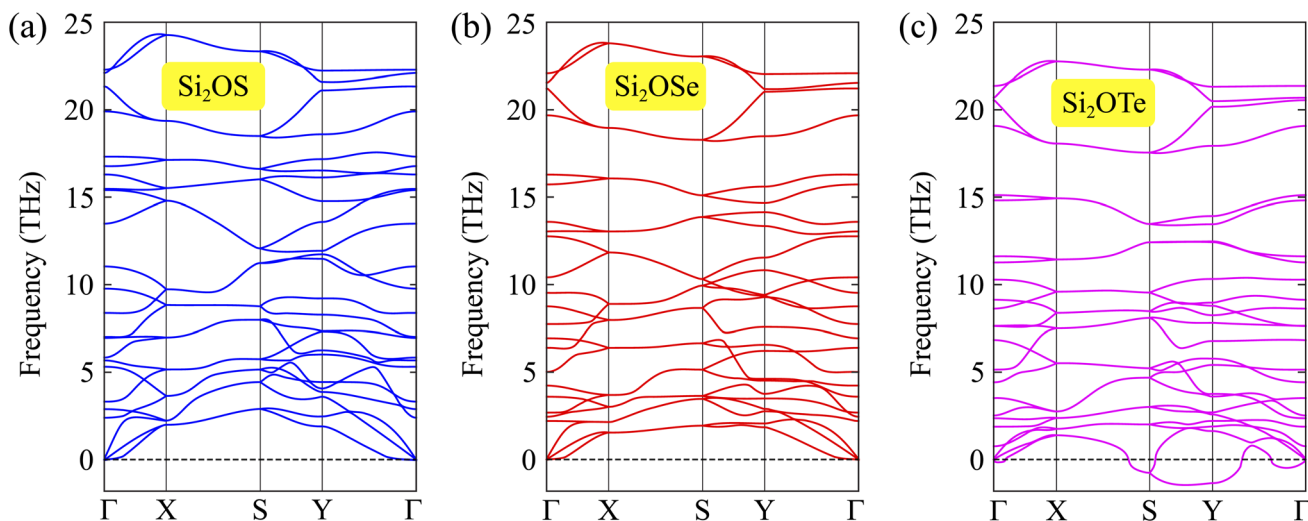 (a)
Si₂OS
Frequency (THz)
25
20
15
10
5
0
Γ X S Y Γ
(b)
Si₂OSe
Frequency (THz)
25
20
15
10
5
0
Γ X S Y Γ
(c)
Si₂OTe
Frequency (THz)
25
20
15
10
5
0
Γ X S Y Γ